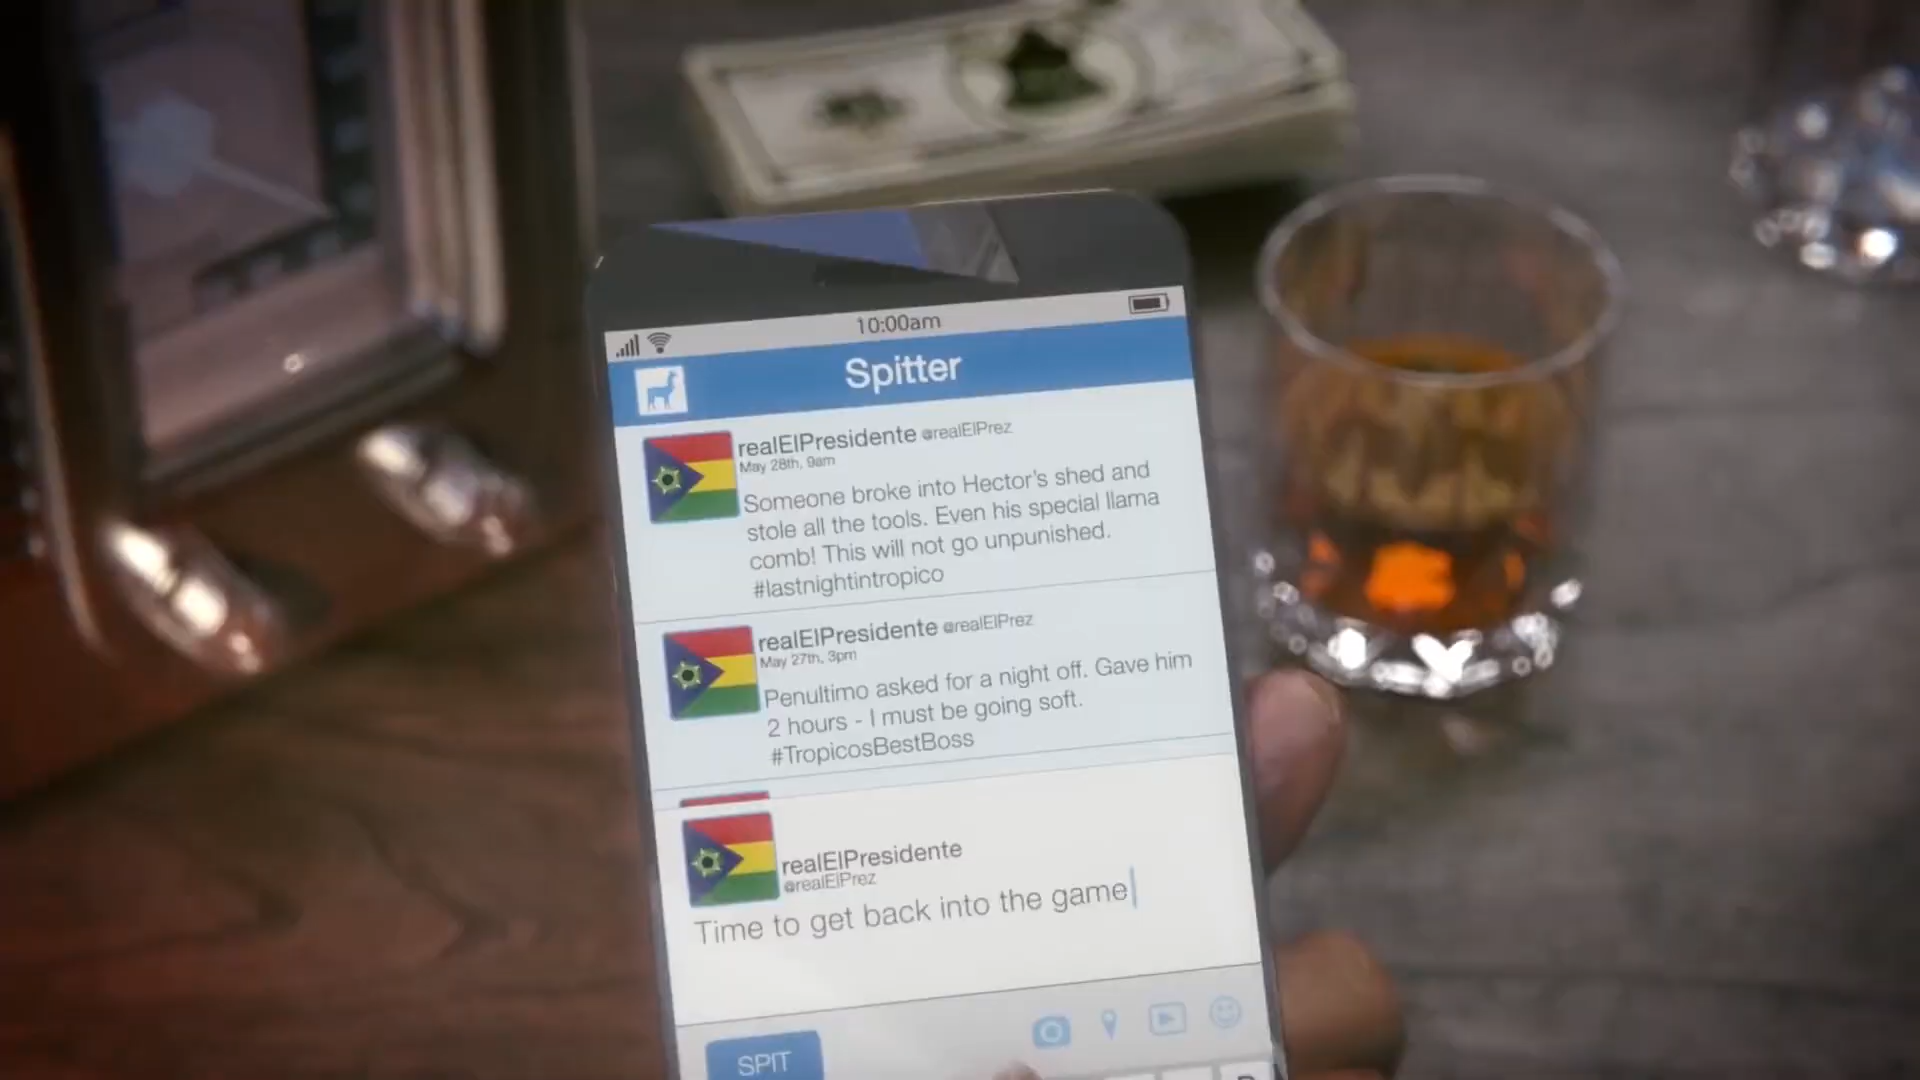 10:00am
Spitter
realElPresidente @realElPrez
May 28th, 9am
Someone broke into Hector's shed and
stole all the tools. Even his special llama
comb! This will not go unpunished.
#lastnightintropico
realElPresidente @realElPrez
May 27th, 3pm
Penultimo asked for a night off. Gave him
2 hours - I must be going soft.
#TropicosBestBoss
realElPresidente
@realElPrez
Time to get back into the game
SPIT